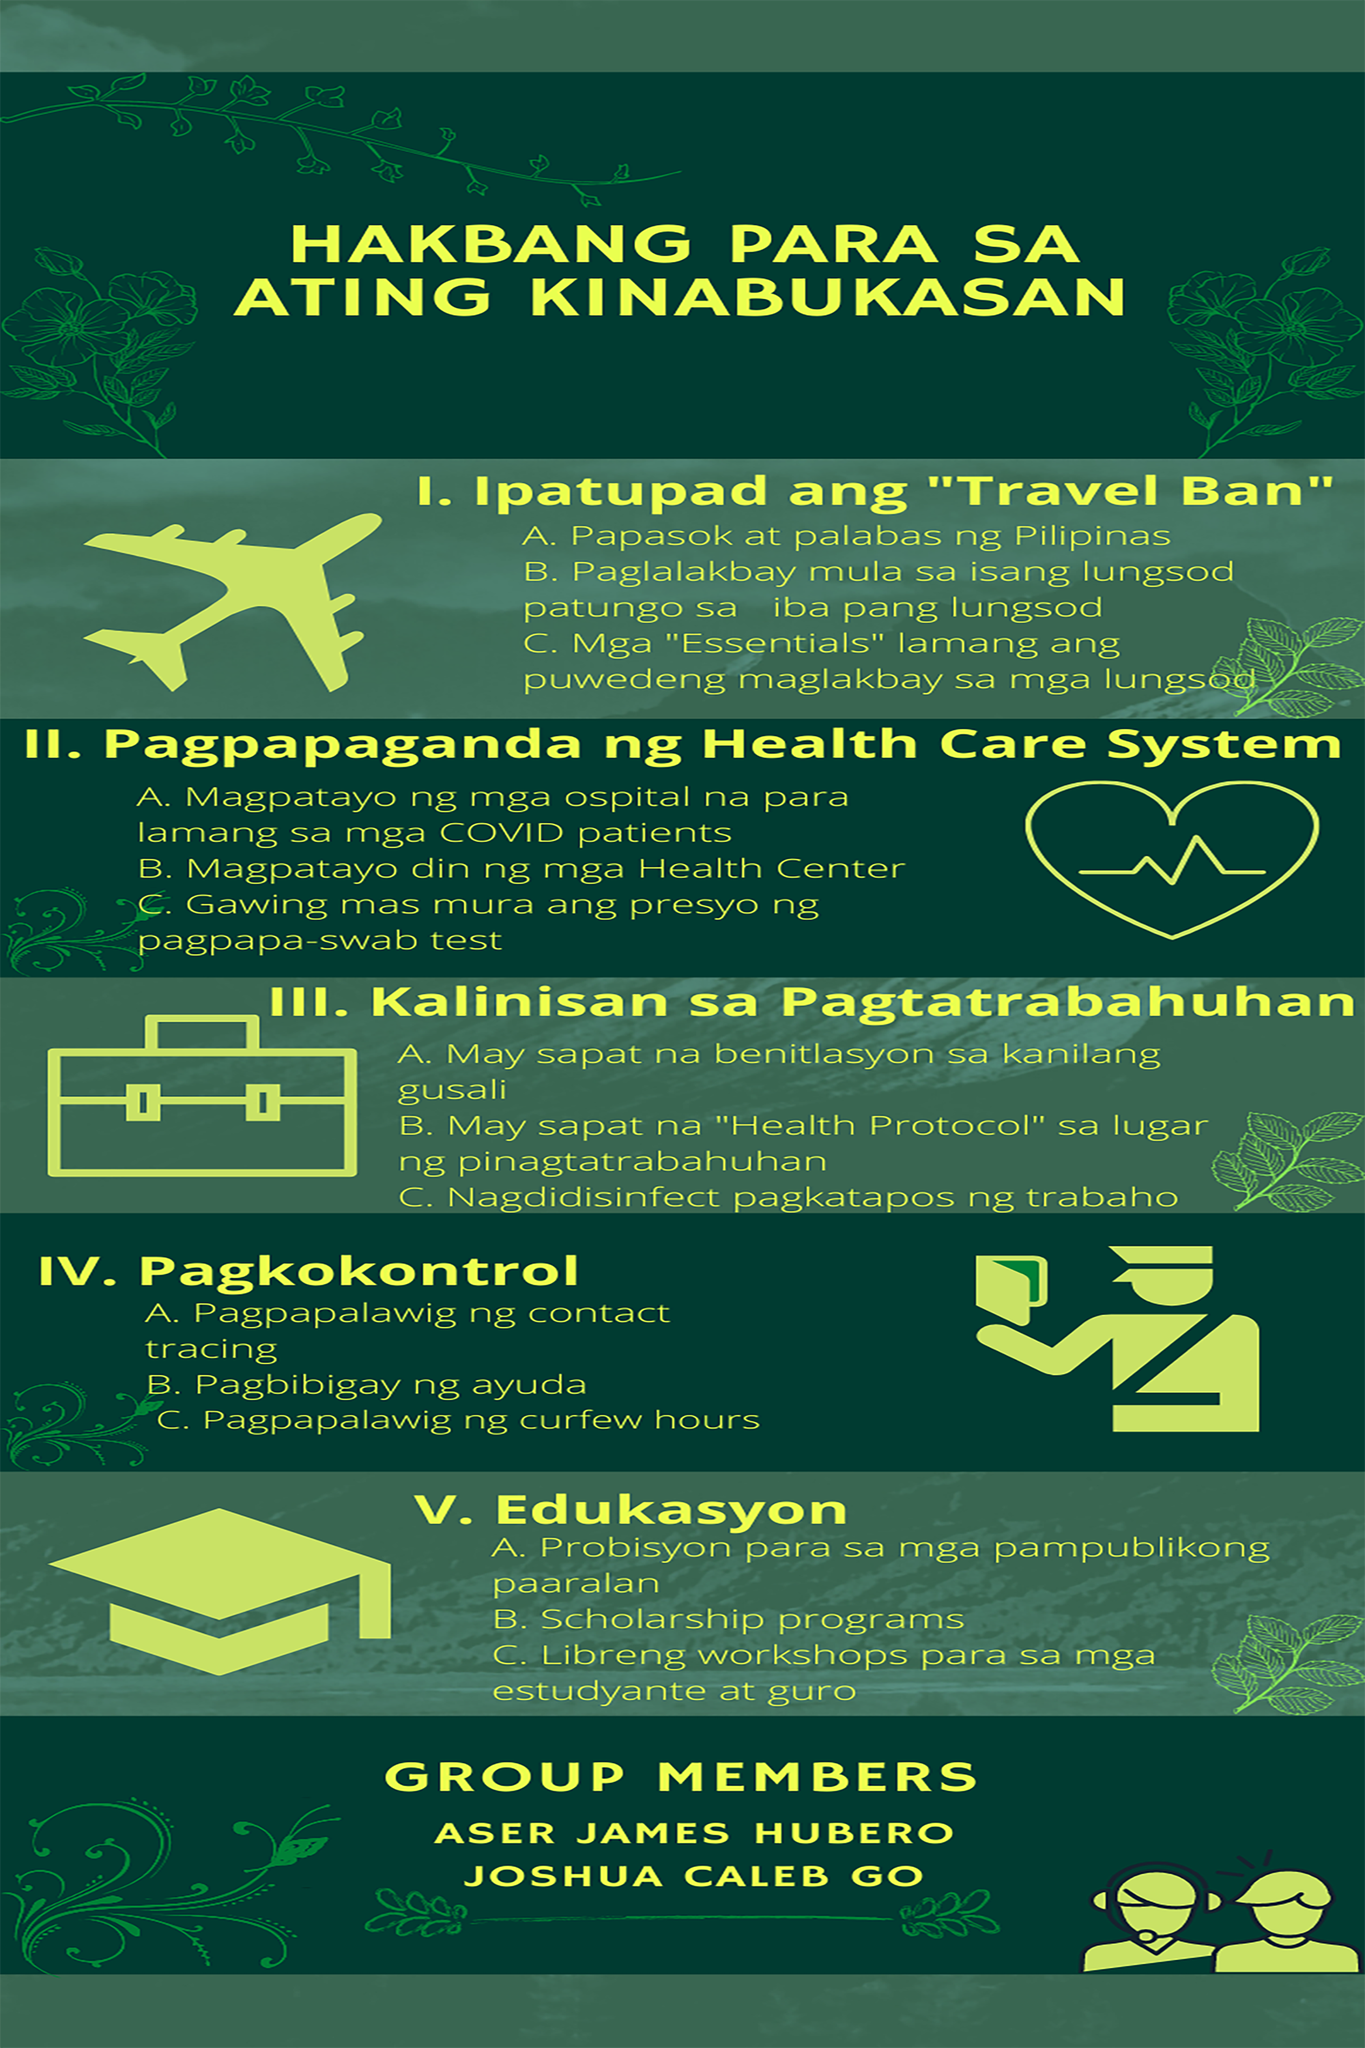 HAKBANG PARA SA
ATING KINABUKASAN
I. Ipatupad ang "Travel Ban"
A. Papasok at palabas ng Pilipinas
B. Paglalakbay mula sa isang lungsod
patungo sa iba pang lungsod
C. Mga "Essentials" lamang ang
puwedeng maglakbay sa mga lungsod
II. Pagpapaganda ng Health Care System
A. Magpatayo ng mga ospital na para
lamang sa mga COVID patients
B. Magpatayo din ng mga Health Center
C. Gawing mas mura ang presyo ng
pagpapa-swab test
III. Kalinisan sa Pagtatrabahuhan
A. May sapat na benitlasyon sa kanilang
gusali
B. May sapat na "Health Protocol" sa lugar
ng pinagtatrabahuhan
C. Nagdidisinfect pagkatapos ng trabaho
IV. Pagkokontrol
A. Pagpapalawig ng contact
tracing
B. Pagbibigay ng ayuda
C. Pagpapalawig ng curfew hours
V. Edukasyon
A. Probisyon para sa mga pampublikong
paaralan
B. Scholarship programs
C. Libreng workshops para sa mga
estudyante at guro
GROUP MEMBERS
ASER JAMES HUBERO
JOSHUA CALEB GO